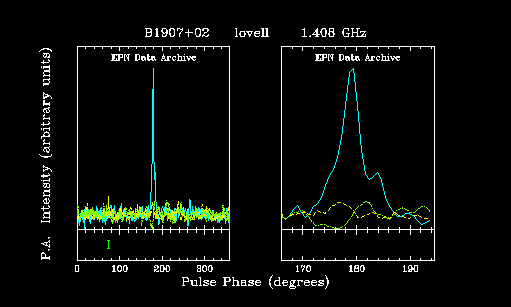 B1907+02 lovell 1.408 GHz
EPN Data Archive EPN Data Archive
P.A. Intensity (arbitrary units)
0 100 200 300 170 180 190
Pulse Phase (degrees)